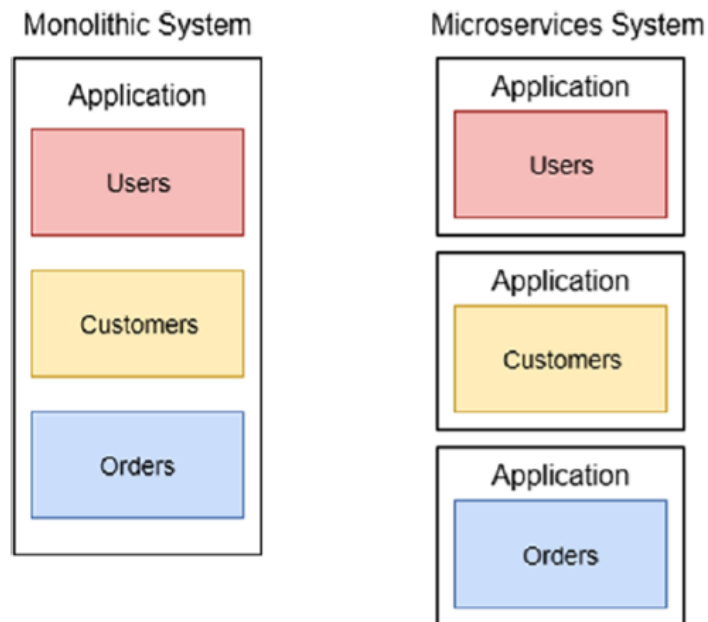 Monolithic System
Application
Users
Customers
Orders
Microservices System
Application
Users
Application
Customers
Application
Orders